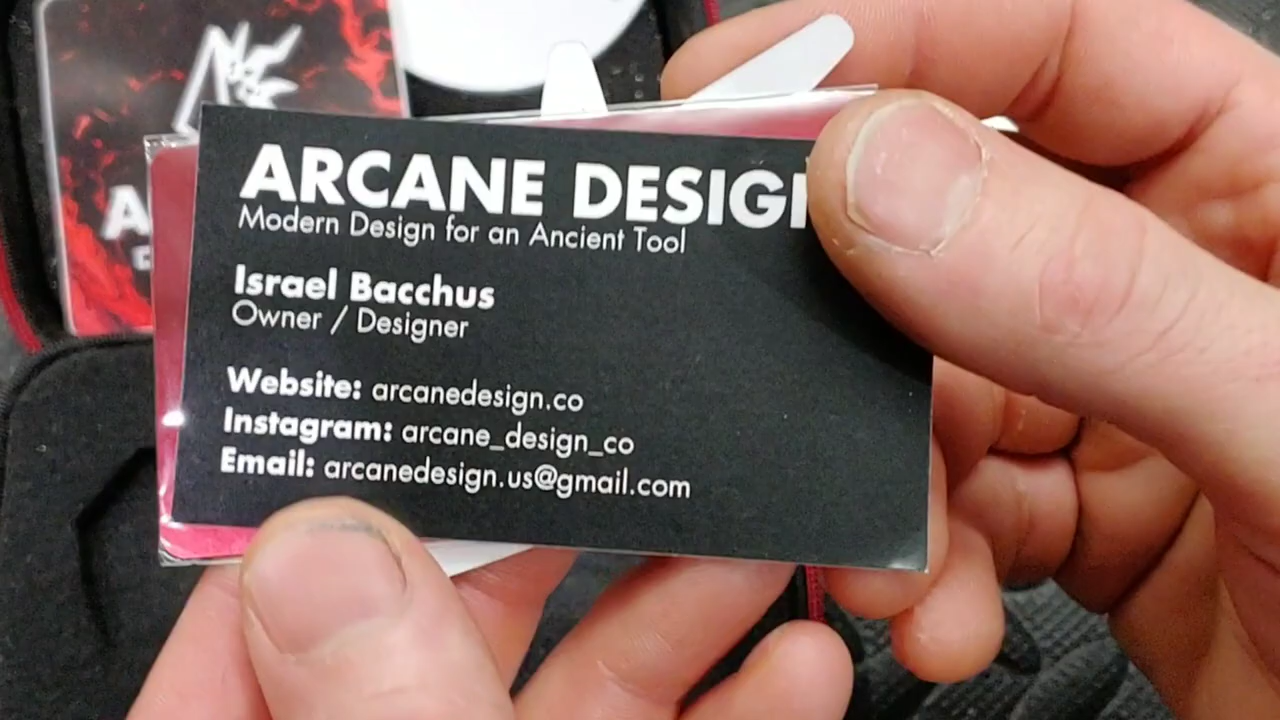 ARCANE DESIG
Modern Design for an Ancient Tool
Israel Bacchus
Owner / Designer
Website: arcanedesign.co
Instagram: arcane_design_co
Email: arcanedesign.us@gmail.com